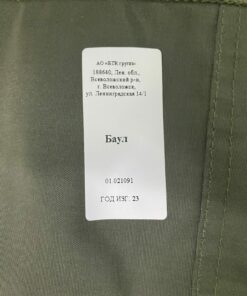 АО «БТК групп»
188640, Лен. обл.,
Всеволожский р-н,
г. Всеволожск,
ул. Ленинградская 14/1
Баул
01.021091
ГОД ИЗГ. 23